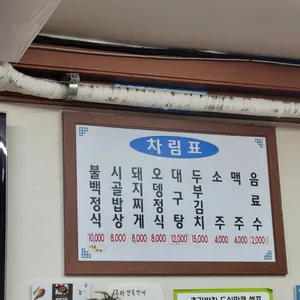 차림표
불백정식
10,000
시골밥상
8,000
돼지찌게
8,000
오뎅정식
8,000
대구탕
12,000
두부김치
15,000
소주
4,000
맥주
4,000
음료수
2,000